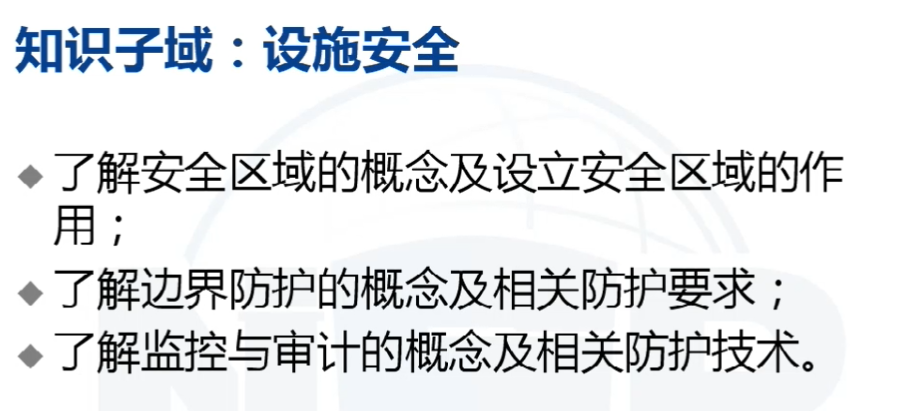 知识子域：设施安全
◆了解安全区域的概念及设立安全区域的作
用；
◆了解边界防护的概念及相关防护要求；
◆了解监控与审计的概念及相关防护技术。